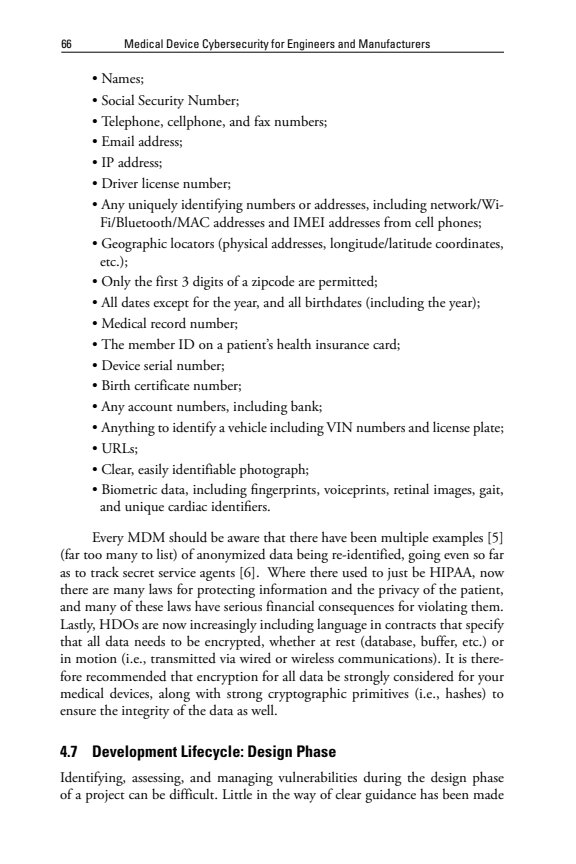 66 Medical Device Cybersecurity for Engineers and Manufacturers
• Names;
• Social Security Number;
• Telephone, cellphone, and fax numbers;
• Email address;
• IP address;
• Driver license number;
• Any uniquely identifying numbers or addresses, including network/Wi-
Fi/Bluetooth/MAC addresses and IMEI addresses from cell phones;
• Geographic locators (physical addresses, longitude/latitude coordinates,
etc.);
• Only the first 3 digits of a zipcode are permitted;
• All dates except for the year, and all birthdates (including the year);
• Medical record number;
• The member ID on a patient’s health insurance card;
• Device serial number;
• Birth certificate number;
• Any account numbers, including bank;
• Anything to identify a vehicle including VIN numbers and license plate;
• URLs;
• Clear, easily identifiable photograph;
• Biometric data, including fingerprints, voiceprints, retinal images, gait,
and unique cardiac identifiers.
Every MDM should be aware that there have been multiple examples [5]
(far too many to list) of anonymized data being re-identified, going even so far
as to track secret service agents [6]. Where there used to just be HIPAA, now
there are many laws for protecting information and the privacy of the patient,
and many of these laws have serious financial consequences for violating them.
Lastly, HDOs are now increasingly including language in contracts that specify
that all data needs to be encrypted, whether at rest (database, buffer, etc.) or
in motion (i.e., transmitted via wired or wireless communications). It is there-
fore recommended that encryption for all data be strongly considered for your
medical devices, along with strong cryptographic primitives (i.e., hashes) to
ensure the integrity of the data as well.
4.7 Development Lifecycle: Design Phase
Identifying, assessing, and managing vulnerabilities during the design phase
of a project can be difficult. Little in the way of clear guidance has been made